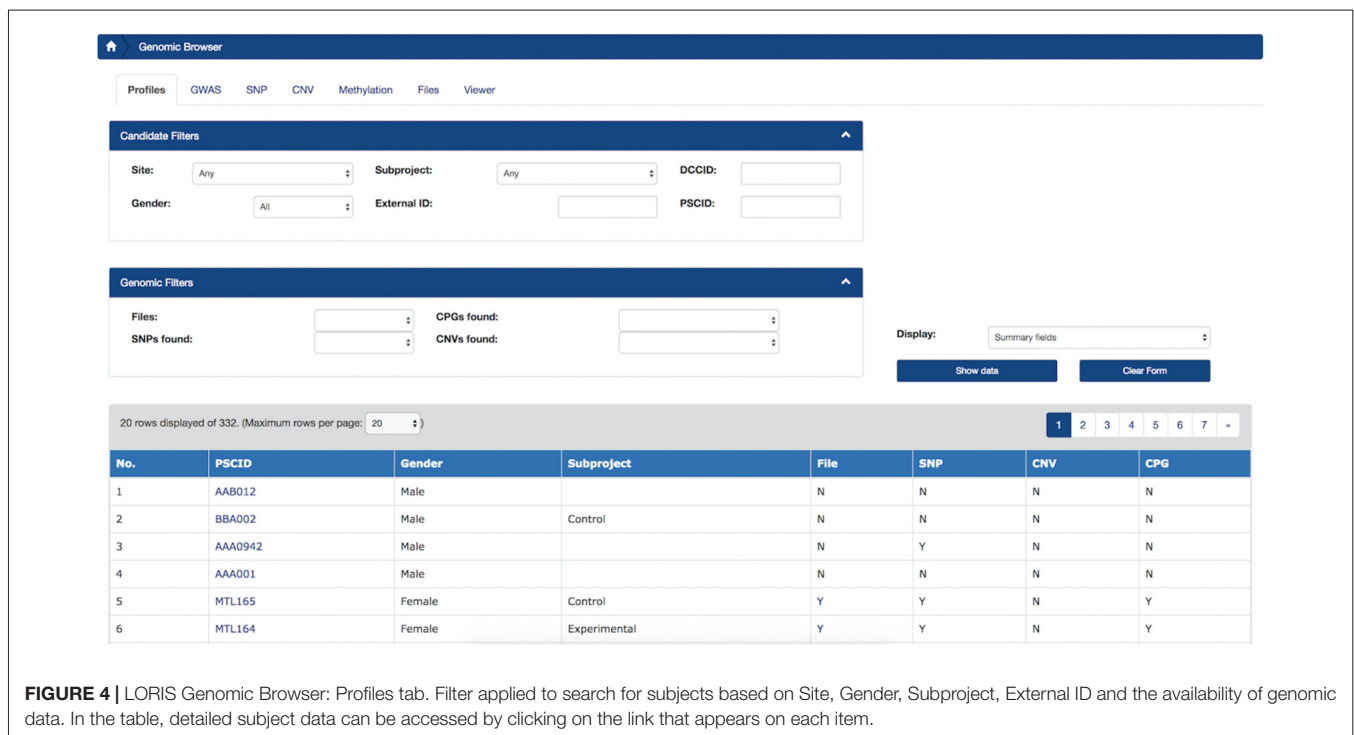 Genomic Browser
Profiles GWAS SNP CNV Methylation Files Viewer
Candidate Filters
Site: Any Subproject: Any DCCID:
Gender: All External ID: PSCID:
Genomic Filters
Files: CPGs found:
SNPs found: CNVs found:
Display: Summary fields
Show data Clear Form
20 rows displayed of 332. (Maximum rows per page: 20 )
1 2 3 4 5 6 7 »
No. PSCID Gender Subproject File SNP CNV CPG
1 AAB012 Male N N N N
2 BBA002 Male Control N N N N
3 AAA0942 Male N Y N N
4 AAA001 Male N N N N
5 MTL165 Female Control Y Y N Y
6 MTL164 Female Experimental Y Y N Y
FIGURE 4 | LORIS Genomic Browser: Profiles tab. Filter applied to search for subjects based on Site, Gender, Subproject, External ID and the availability of genomic
data. In the table, detailed subject data can be accessed by clicking on the link that appears on each item.